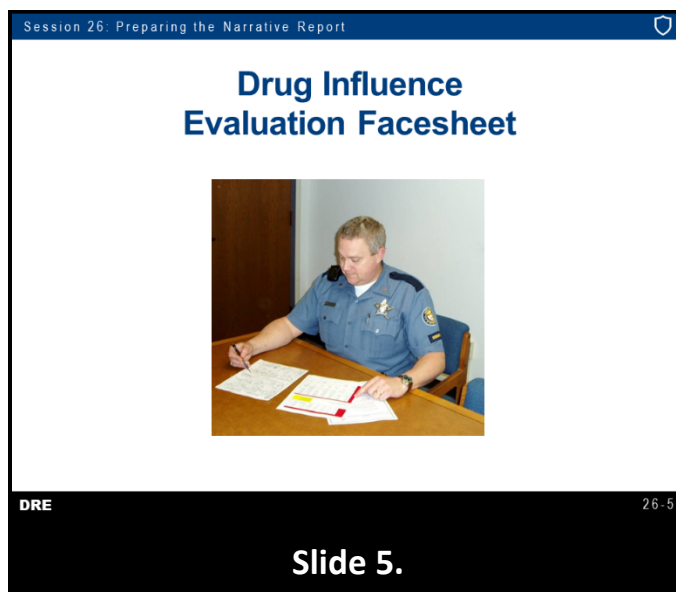 Session 26: Preparing the Narrative Report
Drug Influence
Evaluation Facesheet
DRE
26-5
Slide 5.